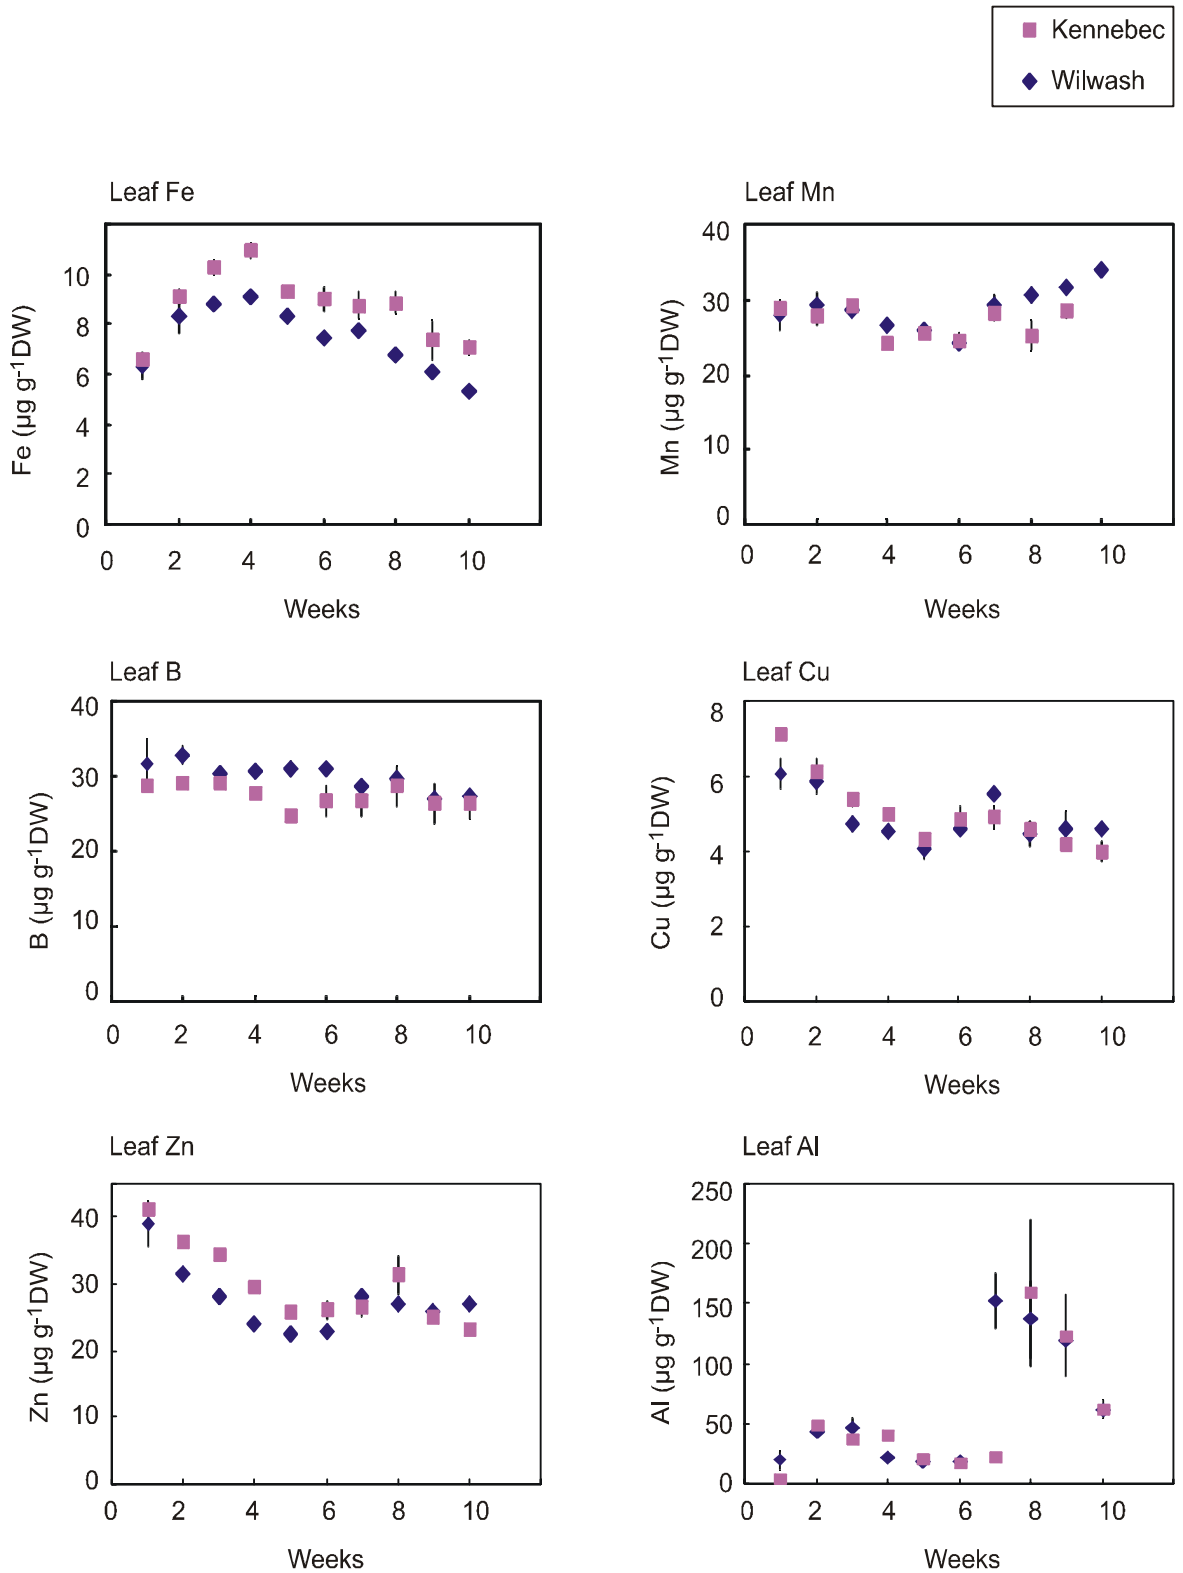 Kennebec
Wilwash
Leaf Fe
Fe (µg g-1DW)
10
8
6
4
2
0
0 2 4 6 8 10
Weeks
Leaf Mn
Mn (µg g-1DW)
40
30
20
10
0
0 2 4 6 8 10
Weeks
Leaf B
B (µg g-1DW)
40
30
20
10
0
0 2 4 6 8 10
Weeks
Leaf Cu
Cu (µg g-1DW)
8
6
4
2
0
0 2 4 6 8 10
Weeks
Leaf Zn
Zn (µg g-1DW)
40
30
20
10
0
0 2 4 6 8 10
Weeks
Leaf Al
Al (µg g-1DW)
250
200
150
100
50
0
0 2 4 6 8 10
Weeks